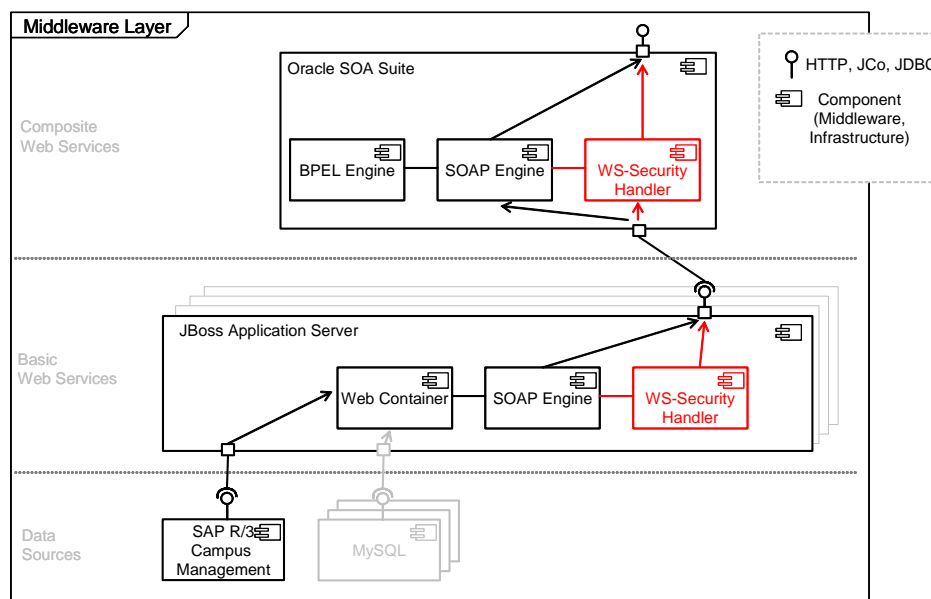 Middleware Layer
Oracle SOA Suite
HTTP, JCo, JDBC
Component
(Middleware,
Infrastructure)
Composite
Web Services
BPEL Engine
SOAP Engine
WS-Security
Handler
JBoss Application Server
Basic
Web Services
Web Container
SOAP Engine
WS-Security
Handler
Data
Sources
SAP R/3
Campus
Management
MySQL